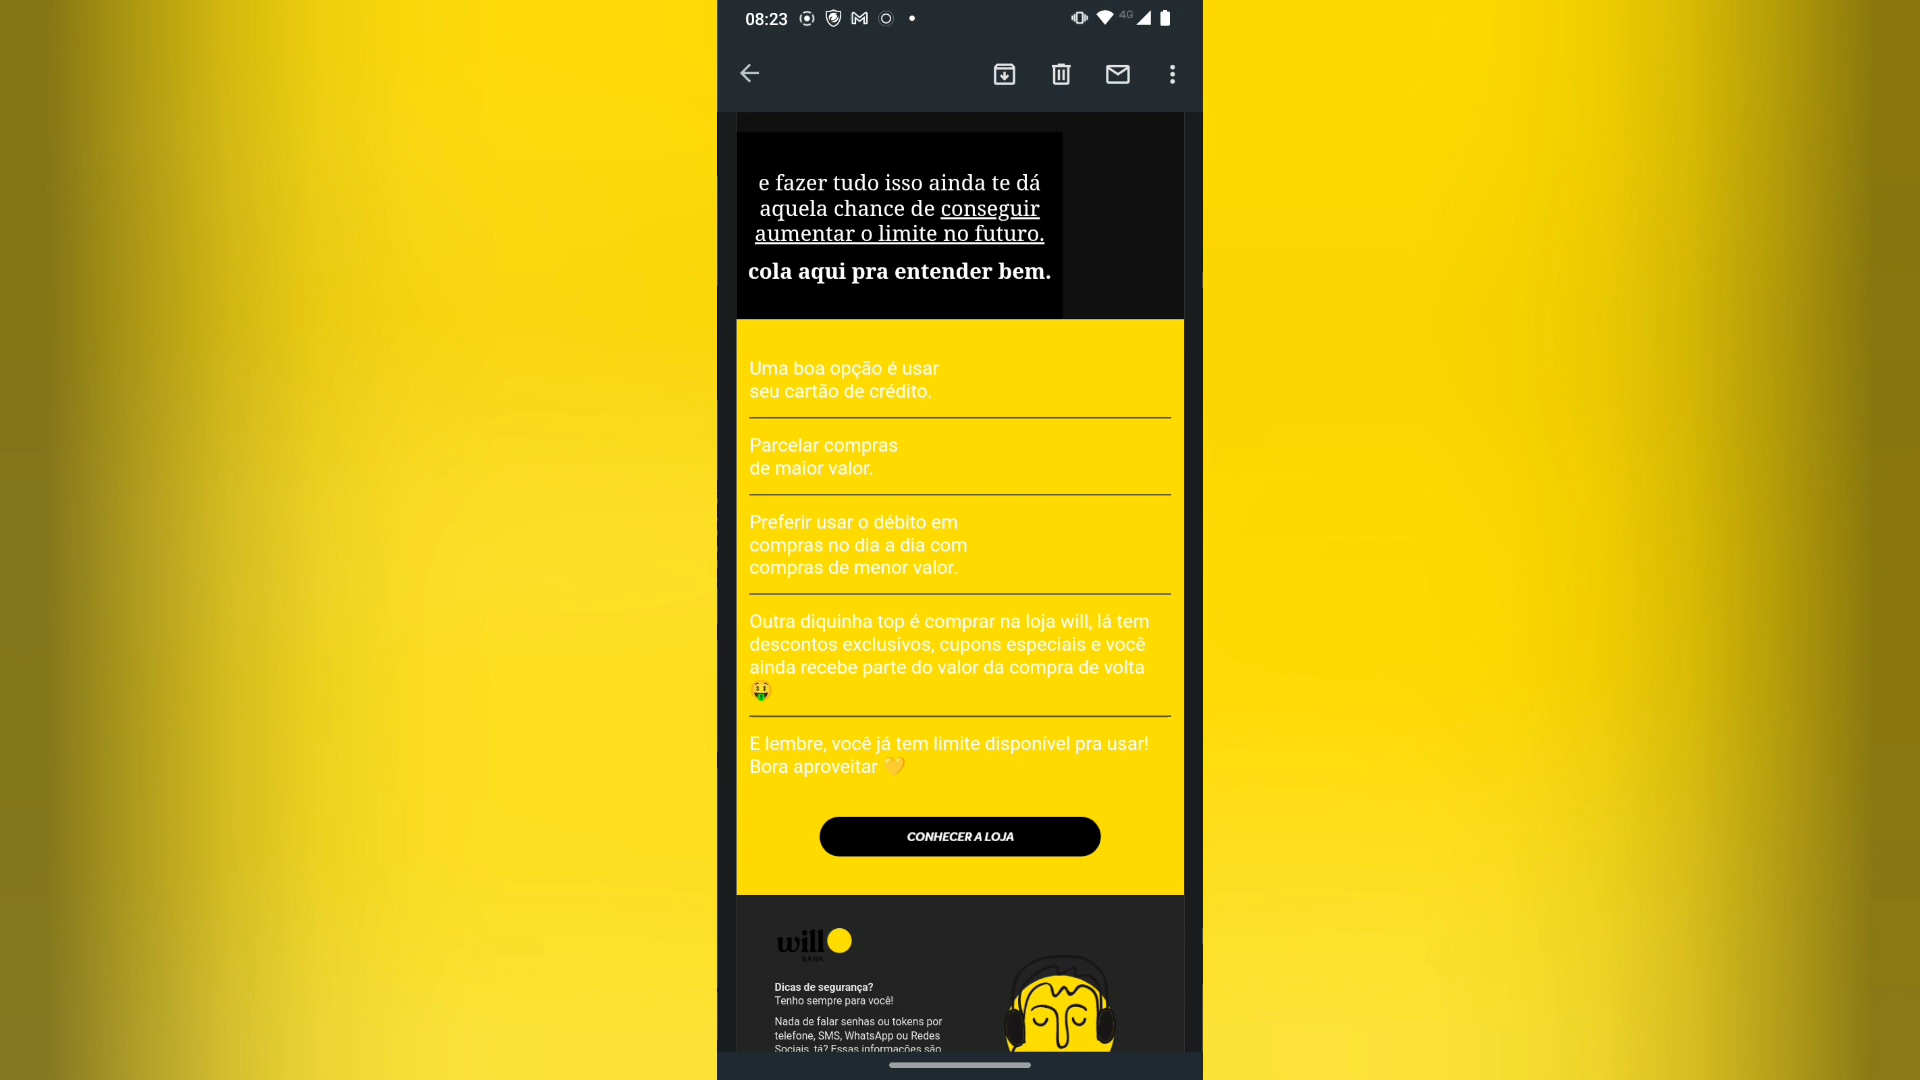 08:23
4G
e fazer tudo isso ainda te dá
aquela chance de conseguir
aumentar o limite no futuro.
cola aqui pra entender bem.
Uma boa opção é usar
seu cartão de crédito.
Parcelar compras
de maior valor.
Preferir usar o débito em
compras no dia a dia com
compras de menor valor.
Outra diquinha top é comprar na loja will, lá tem
descontos exclusivos, cupons especiais e você
ainda recebe parte do valor da compra de volta
🤑
E lembre, você já tem limite disponível pra usar!
Bora aproveitar 💛
CONHECER A LOJA
will
BANK
Dicas de segurança?
Tenho sempre para você!
Nada de falar senhas ou tokens por
telefone, SMS, WhatsApp ou Redes
Sociais, tá? Essas informações são